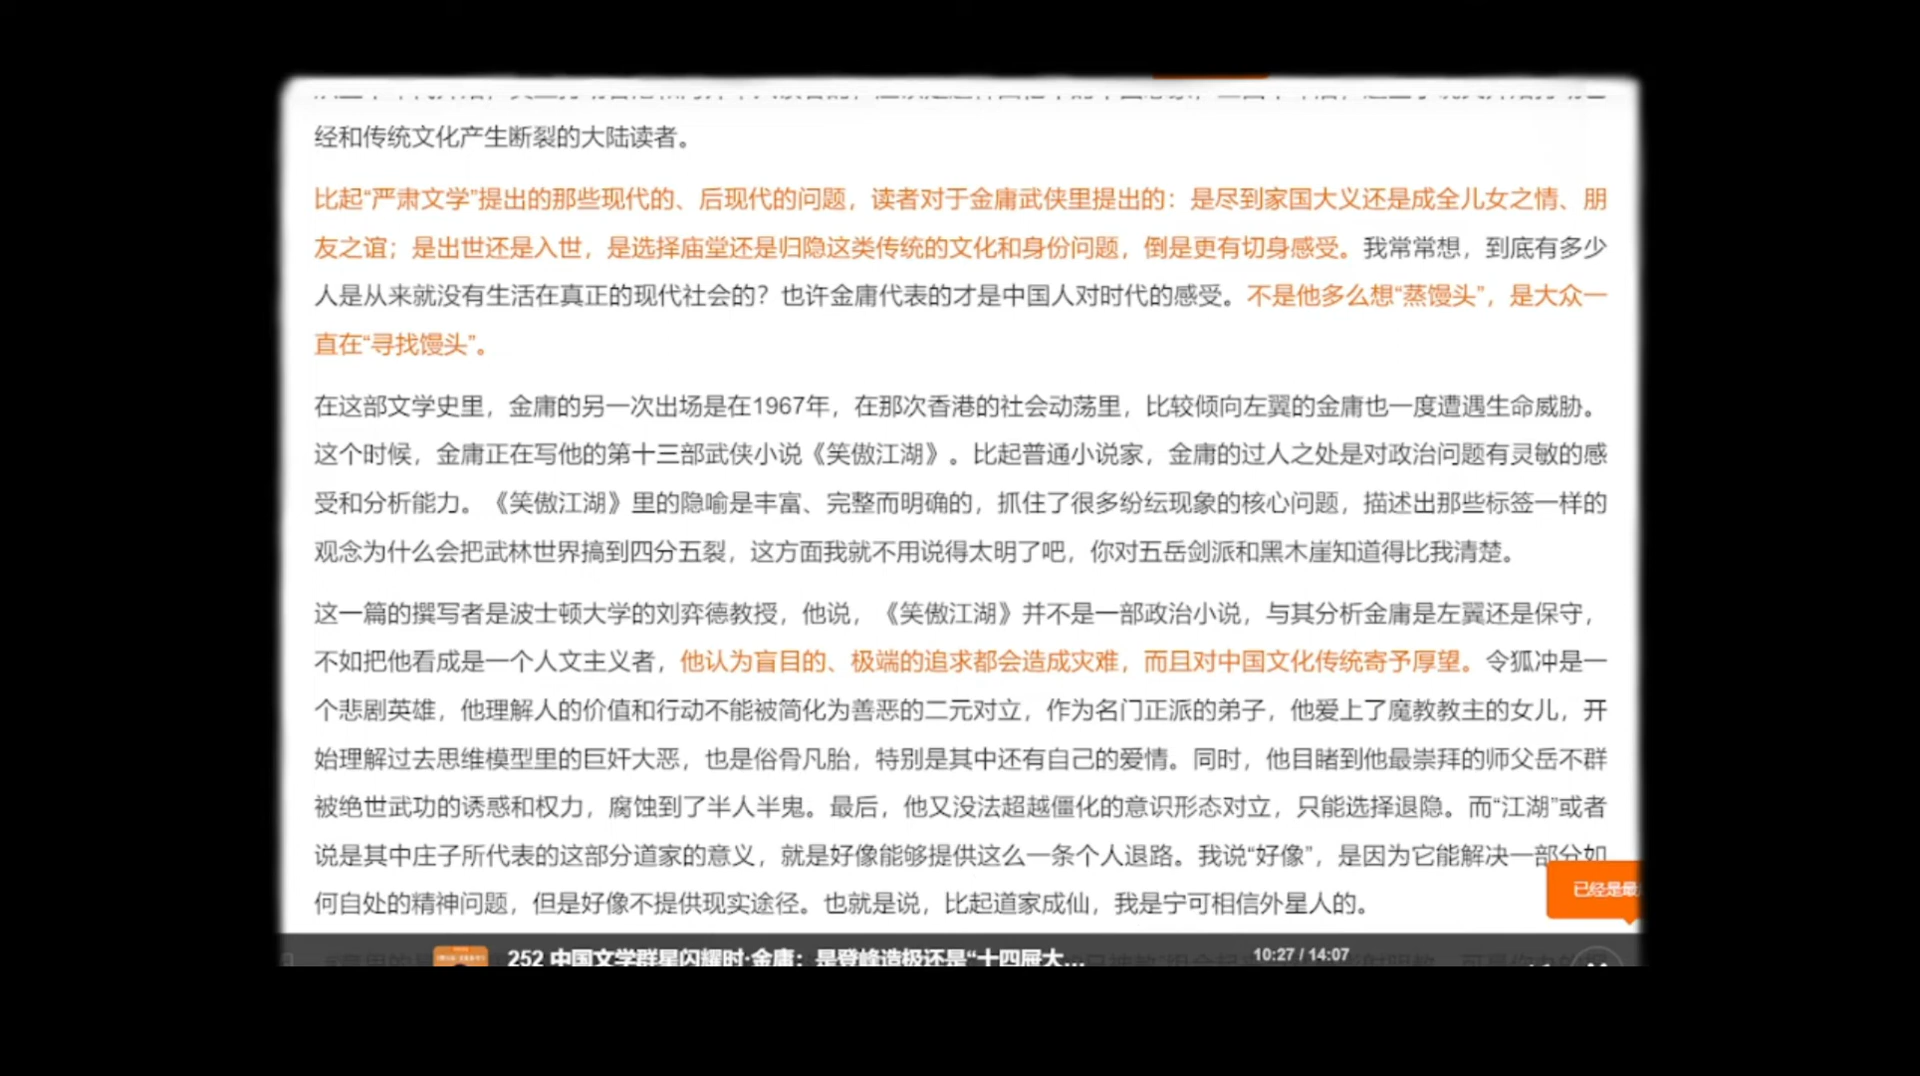 经和传统文化产生断裂的大陆读者。
比起“严肃文学”提出的那些现代的、后现代的问题，读者对于金庸武侠里提出的：是尽到家国大义还是成全儿女之情、朋
友之谊；是出世还是入世，是选择庙堂还是归隐这类传统的文化和身份问题，倒是更有切身感受。我常常想，到底有多少
人是从来就没有生活在真正的现代社会的？也许金庸代表的才是中国人对时代的感受。不是他多么想“蒸馒头”，是大众一
直在“寻找馒头”。
在这部文学史里，金庸的另一次出场是在1967年，在那次香港的社会动荡里，比较倾向左翼的金庸也一度遭遇生命威胁。
这个时候，金庸正在写他的第十三部武侠小说《笑傲江湖》。比起普通小说家，金庸的过人之处是对政治问题有灵敏的感
受和分析能力。《笑傲江湖》里的隐喻是丰富、完整而明确的，抓住了很多纷纭现象的核心问题，描述出那些标签一样的
观念为什么会把武林世界搞到四分五裂，这方面我就不用说得太明了吧，你对五岳剑派和黑木崖知道得比我清楚。
这一篇的撰写者是波士顿大学的刘弈德教授，他说，《笑傲江湖》并不是一部政治小说，与其分析金庸是左翼还是保守，
不如把他看成是一个人文主义者，他认为盲目的、极端的追求都会造成灾难，而且对中国文化传统寄予厚望。令狐冲是一
个悲剧英雄，他理解人的价值和行动不能被简化为善恶的二元对立，作为名门正派的弟子，他爱上了魔教教主的女儿，开
始理解过去思维模型里的巨奸大恶，也是俗骨凡胎，特别是其中还有自己的爱情。同时，他目睹到他最崇拜的师父岳不群
被绝世武功的诱惑和权力，腐蚀到了半人半鬼。最后，他又没法超越僵化的意识形态对立，只能选择退隐。而“江湖”或者
说是其中庄子所代表的这部分道家的意义，就是好像能够提供这么一条个人退路。我说“好像”，是因为它能解决一部分如
何自处的精神问题，但是好像不提供现实途径。也就是说，比起道家成仙，我是宁可相信外星人的。
已经是最
252 中国文学群星闪耀时·金庸：是登峰造极还是“十四屉大...
10:27 / 14:07